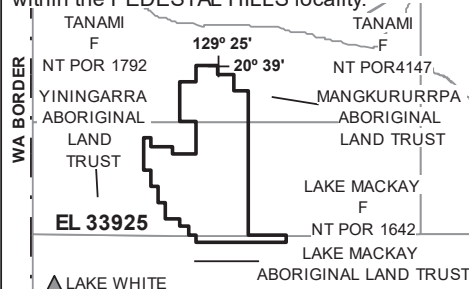 within the PEDESTAL HILLS locality.
TANAMI
F
NT POR 1792
129° 25'
20° 39'
TANAMI
F
NT POR4147
WA BORDER
YININGARRA
ABORIGINAL
LAND
TRUST
MANGKURURRPA
ABORIGINAL
LAND TRUST
EL 33925
LAKE MACKAY
F
NT POR 1642
LAKE MACKAY
ABORIGINAL LAND TRUST
LAKE WHITE